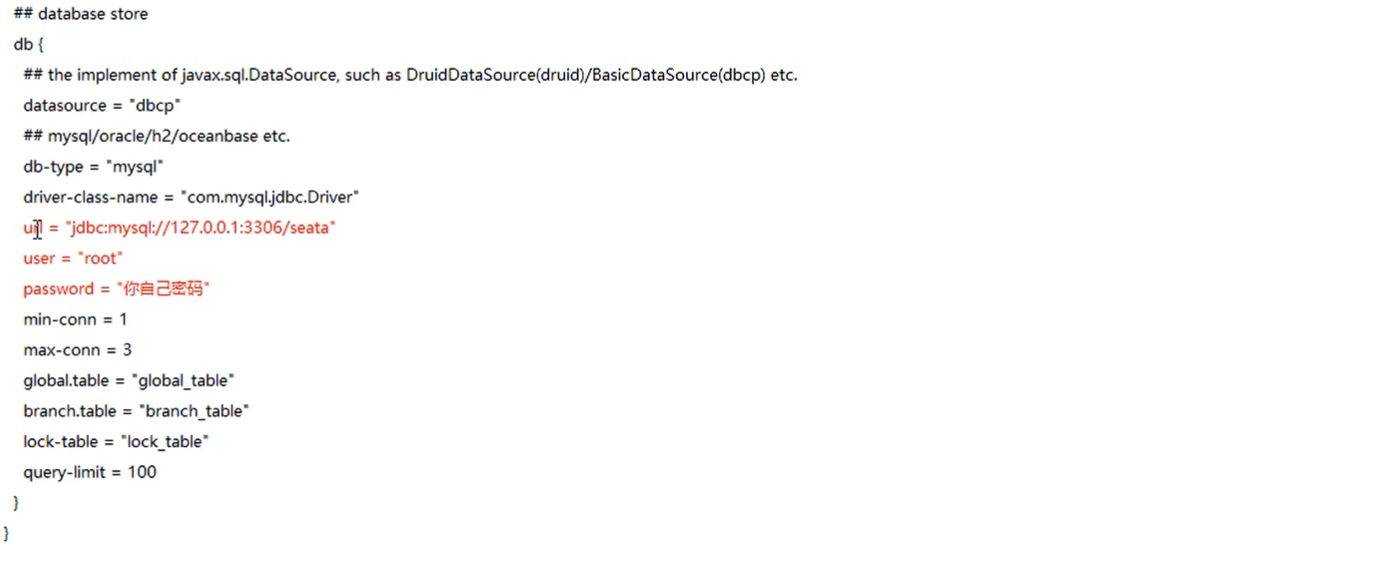 ## database store
db {
## the implement of javax.sql.DataSource, such as DruidDataSource(druid)/BasicDataSource(dbcp) etc.
datasource = "dbcp"
## mysql/oracle/h2/oceanbase etc.
db-type = "mysql"
driver-class-name = "com.mysql.jdbc.Driver"
url = "jdbc:mysql://127.0.0.1:3306/seata"
user = "root"
password = "你自己密码"
min-conn = 1
max-conn = 3
global.table = "global_table"
branch.table = "branch_table"
lock-table = "lock_table"
query-limit = 100
}
}